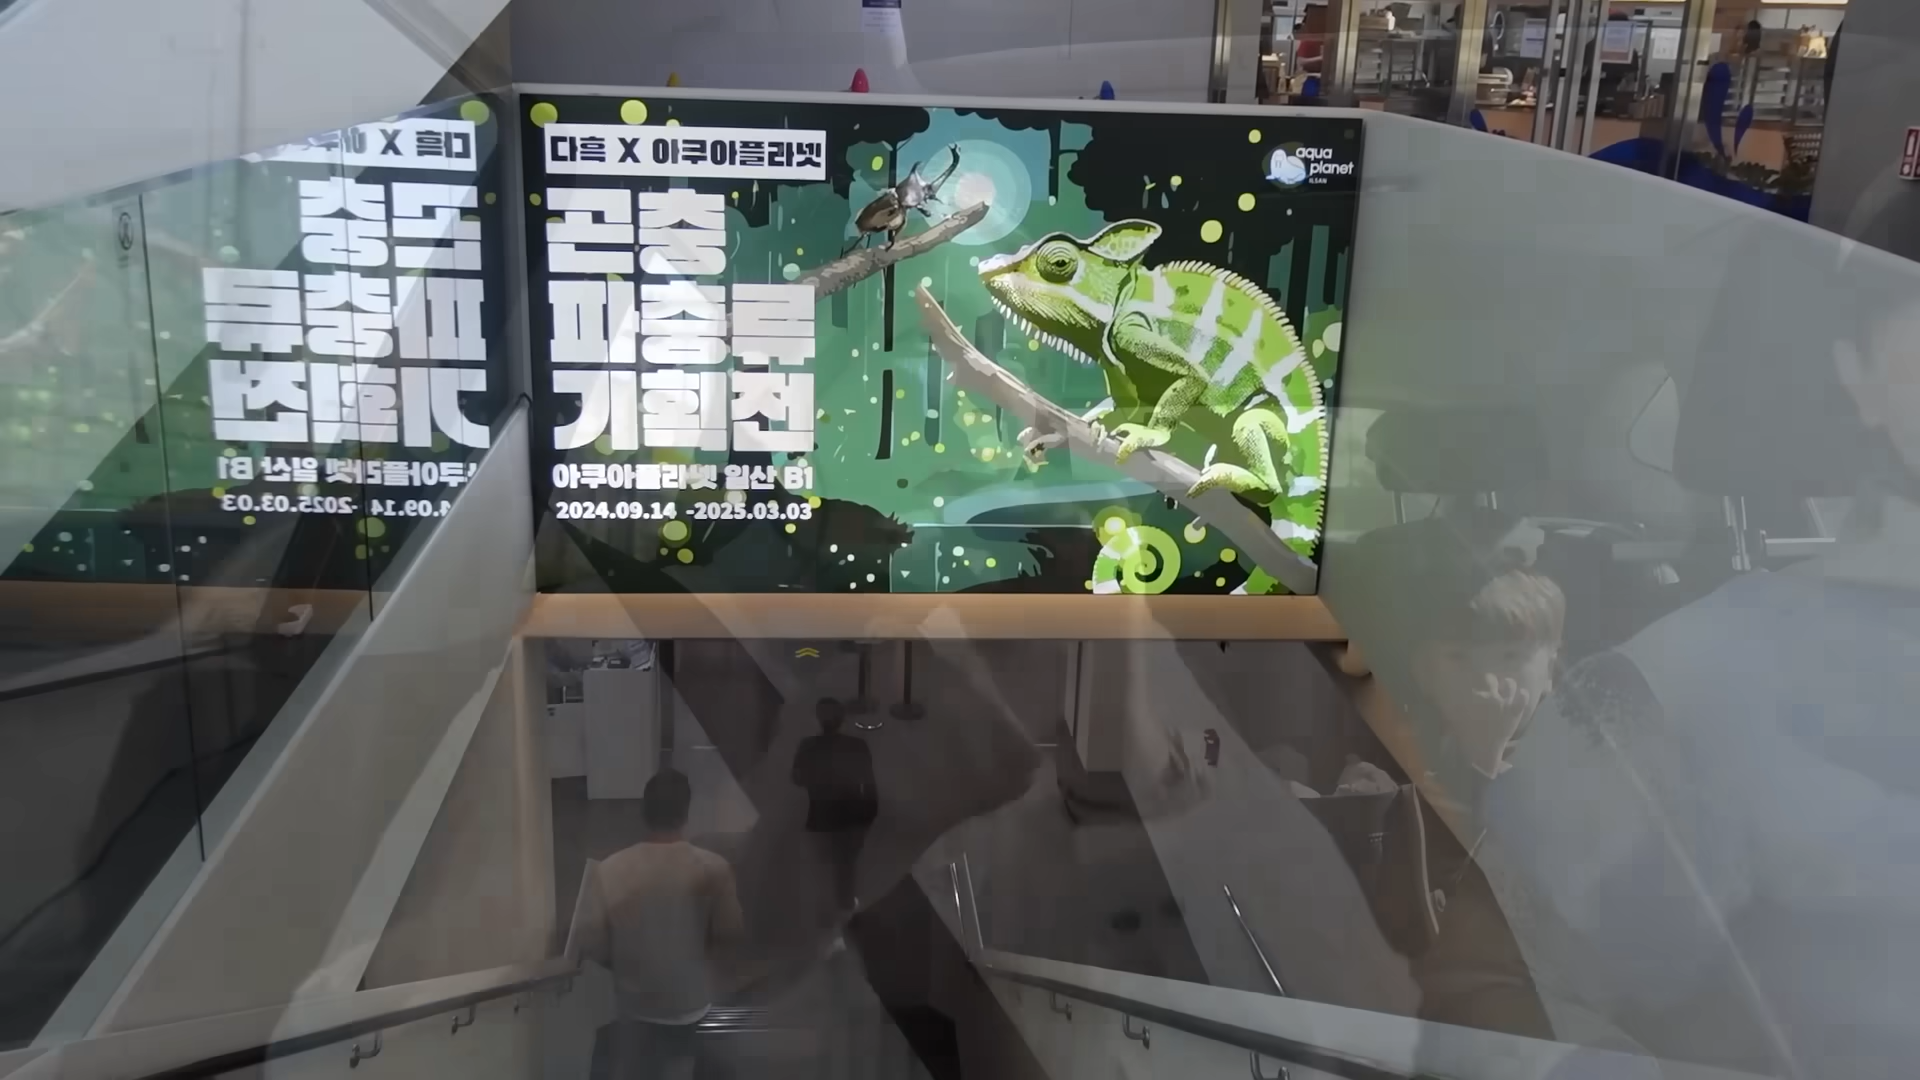 다흑 X 아쿠아플라넷
곤충
파충류
기획전
아쿠아플라넷 일산 B1
2024.09.14 -2025.03.03
aqua
planet
ILSAN